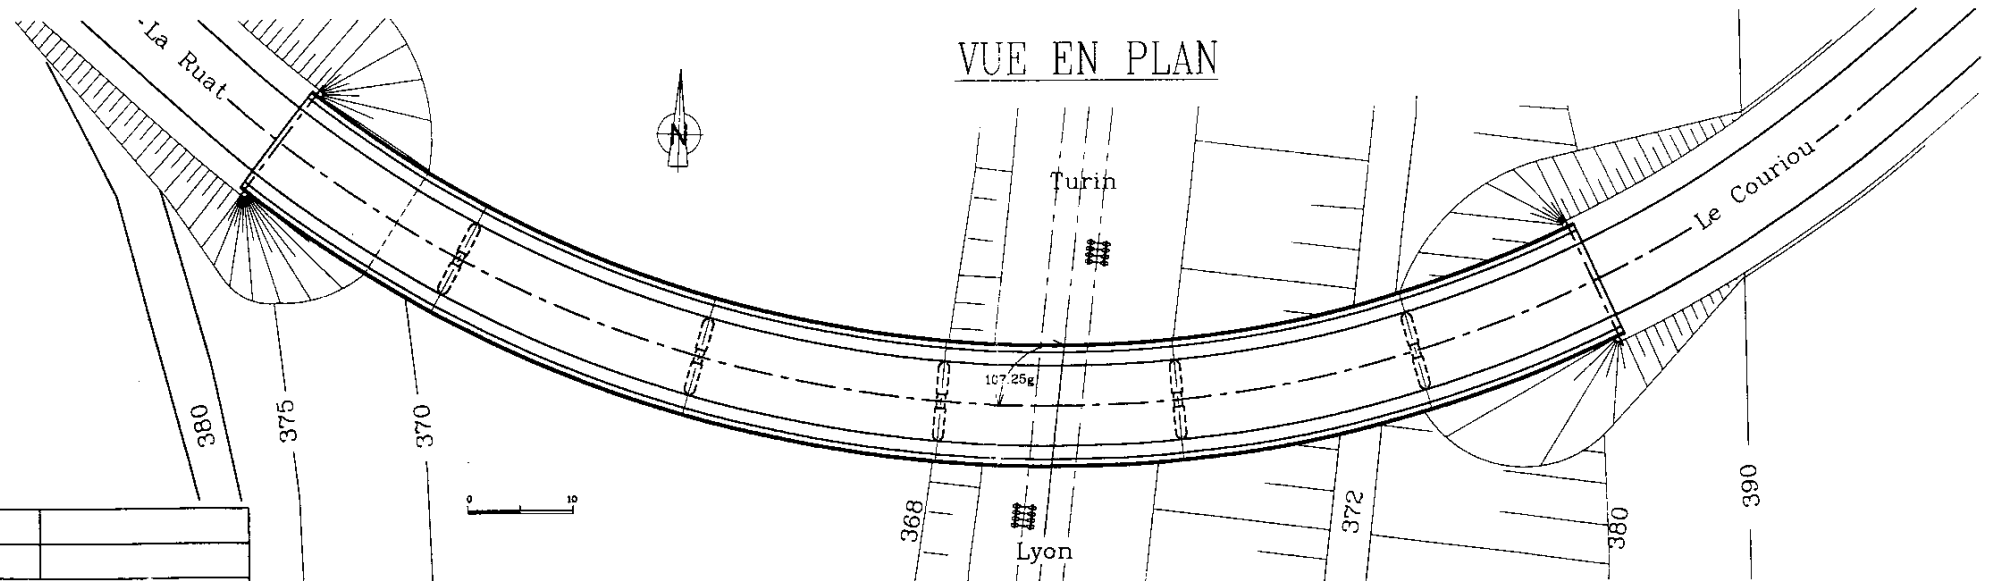 VUE EN PLAN
La Ruat
N
Turin
Le Couriou
107.25g
380
375
370
0 10
368
Lyon
372
380
390